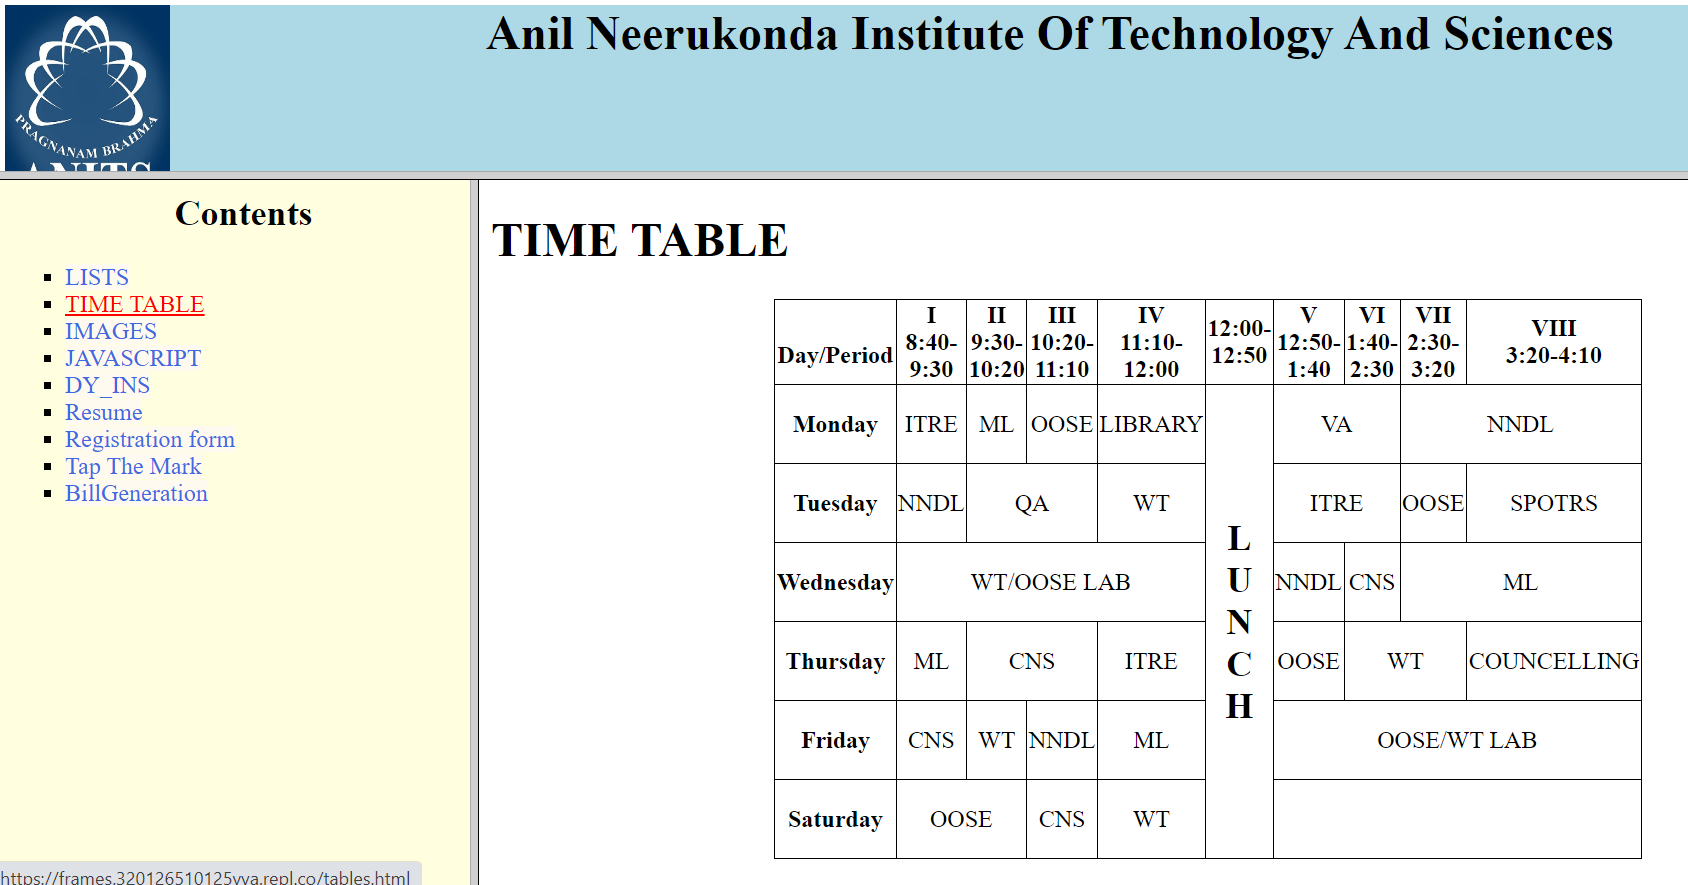 Anil Neerukonda Institute Of Technology And Sciences
PRAGNANAM BRAHMA
ANITS
Contents
LISTS
TIME TABLE
IMAGES
JAVASCRIPT
DY_INS
Resume
Registration form
Tap The Mark
BillGeneration
TIME TABLE
Day/Period I 8:40-9:30 II 9:30-10:20 III 10:20-11:10 IV 11:10-12:00 12:00-12:50 V 12:50-1:40 VI 1:40-2:30 VII 2:30-3:20 VIII 3:20-4:10
Monday ITRE ML OOSE LIBRARY VA NNDL
Tuesday NNDL QA WT ITRE OOSE SPOTRS
Wednesday WT/OOSE LAB NNDL CNS ML
Thursday ML CNS ITRE OOSE WT COUNCELLING
Friday CNS WT NNDL ML OOSE/WT LAB
Saturday OOSE CNS WT
L
U
N
C
H
https://frames.320126510125vva.repl.co/tables.html